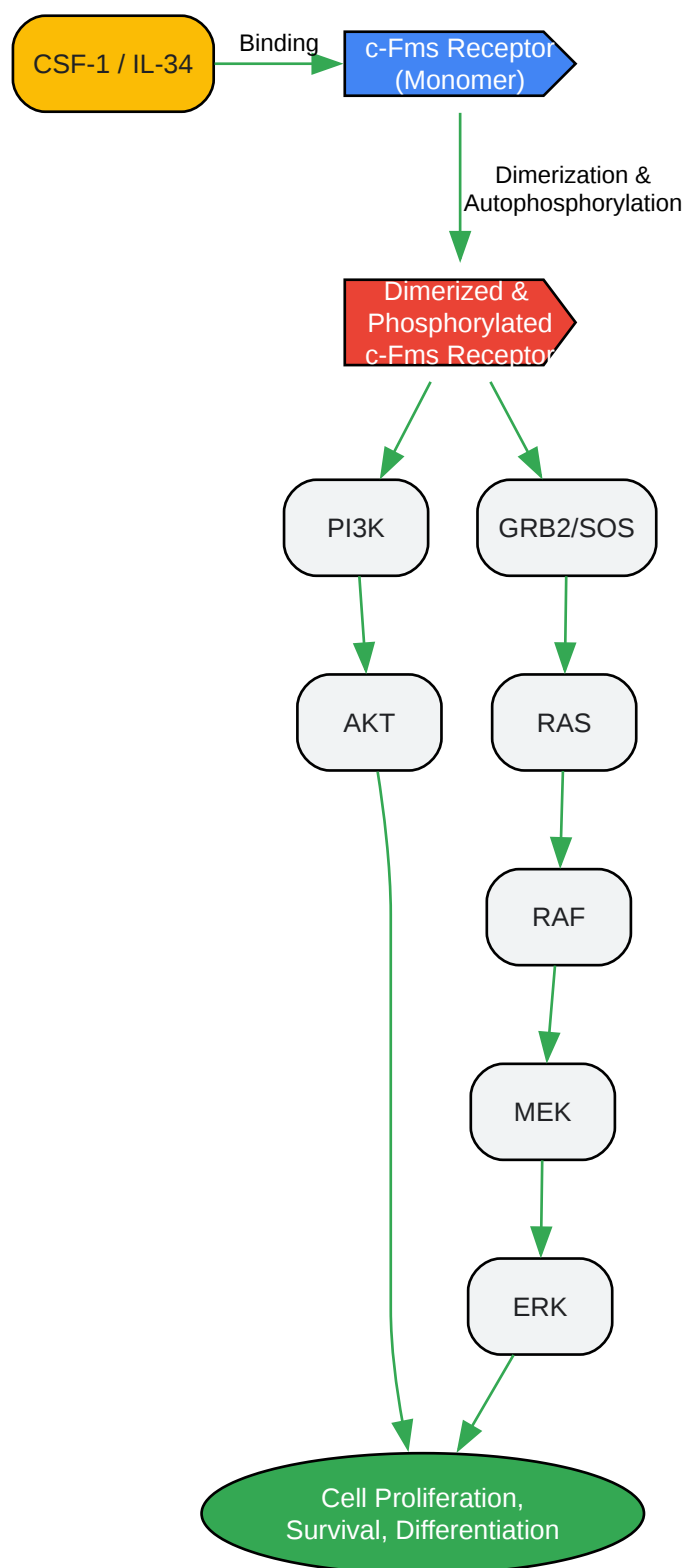 CSF-1 / IL-34
Binding
c-Fms Receptor
(Monomer)
Dimerization &
Autophosphorylation
Dimerized &
Phosphorylated
c-Fms Receptor
PI3K
GRB2/SOS
AKT
RAS
RAF
MEK
ERK
Cell Proliferation,
Survival, Differentiation